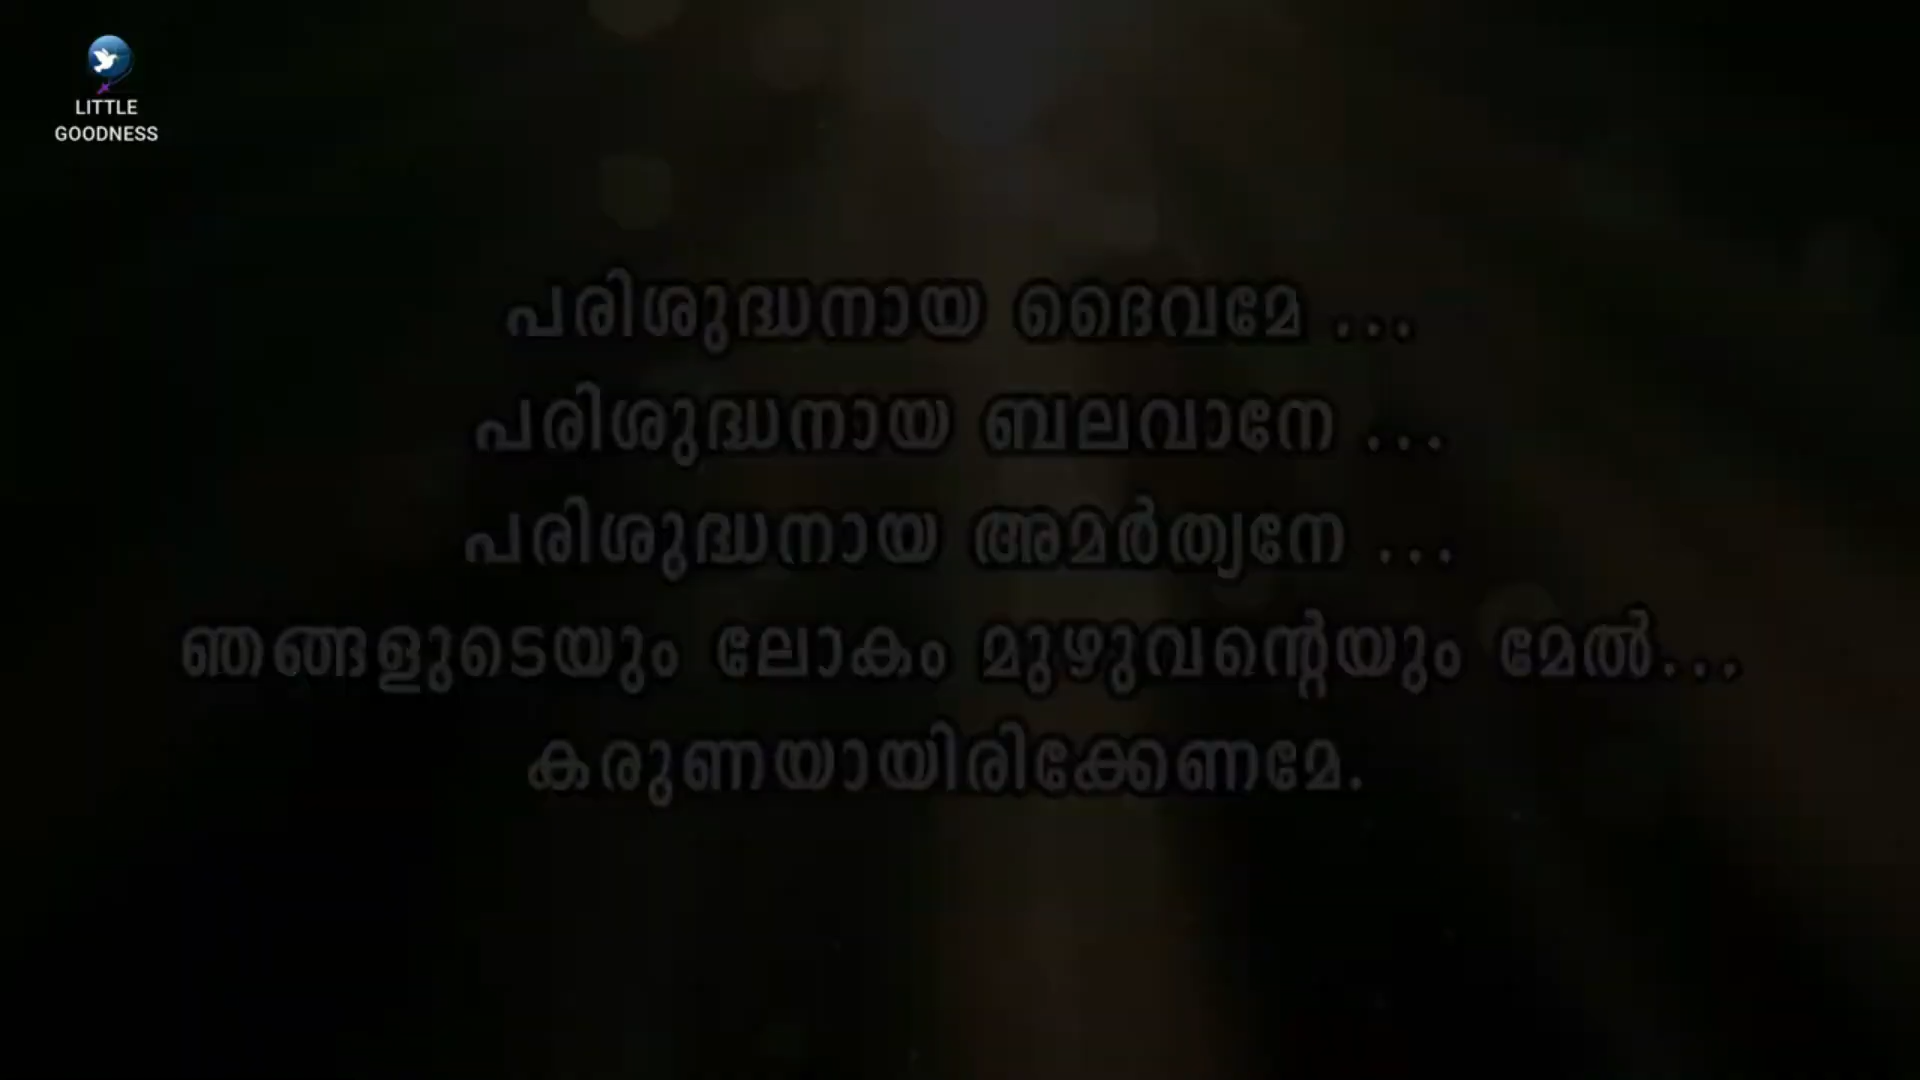 LITTLE
GOODNESS
പരിശുദ്ധനായ ദൈവമേ ...
പരിശുദ്ധനായ ബലവാനേ ...
പരിശുദ്ധനായ അമർത്യനേ ...
ഞങ്ങളുടെയും ലോകം മുഴുവന്റെയും മേൽ...
കരുണയായിരിക്കേണമേ.